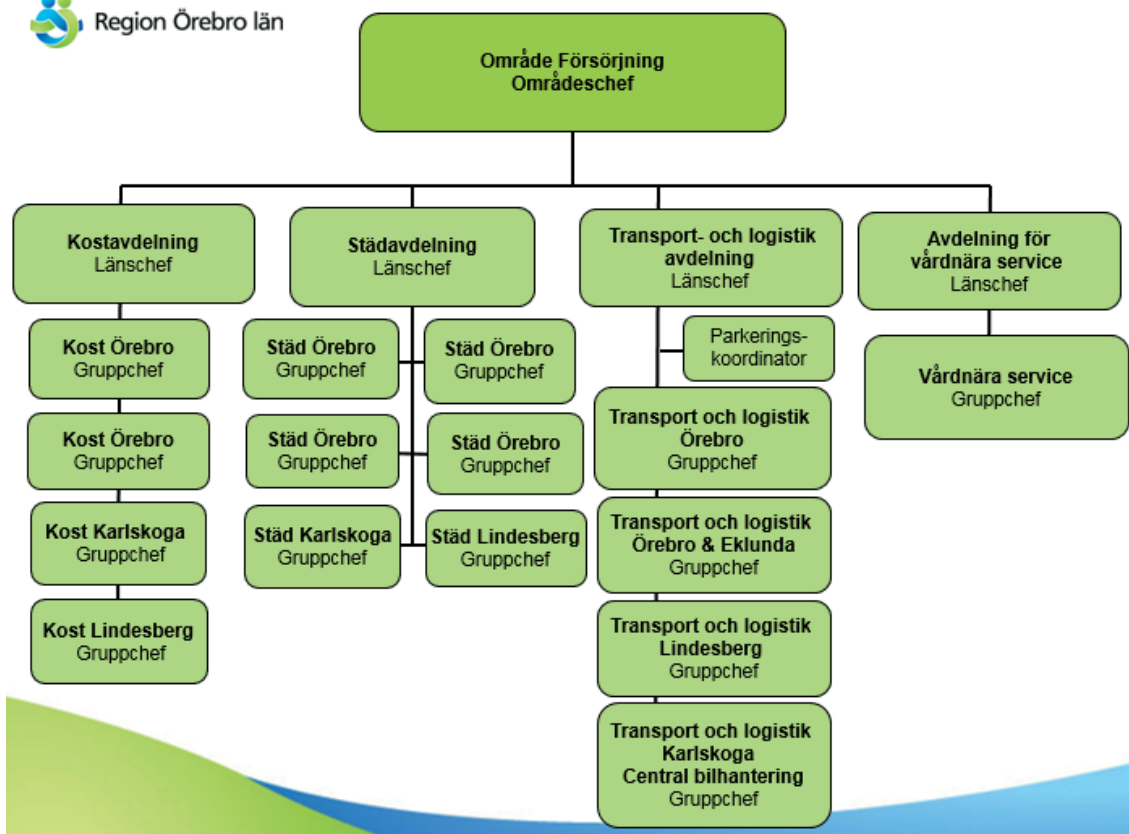 Region Örebro län
Område Försörjning
Områdeschef
Kostavdelning
Länschef
Städavdelning
Länschef
Transport- och logistik
avdelning
Länschef
Avdelning för
vårdnära service
Länschef
Kost Örebro
Gruppchef
Kost Örebro
Gruppchef
Kost Karlskoga
Gruppchef
Kost Lindesberg
Gruppchef
Städ Örebro
Gruppchef
Städ Örebro
Gruppchef
Städ Örebro
Gruppchef
Städ Örebro
Gruppchef
Städ Karlskoga
Gruppchef
Städ Lindesberg
Gruppchef
Parkerings-
koordinator
Transport och logistik
Örebro
Gruppchef
Transport och logistik
Örebro & Eklunda
Gruppchef
Transport och logistik
Lindesberg
Gruppchef
Transport och logistik
Karlskoga
Central bilhantering
Gruppchef
Vårdnära service
Gruppchef